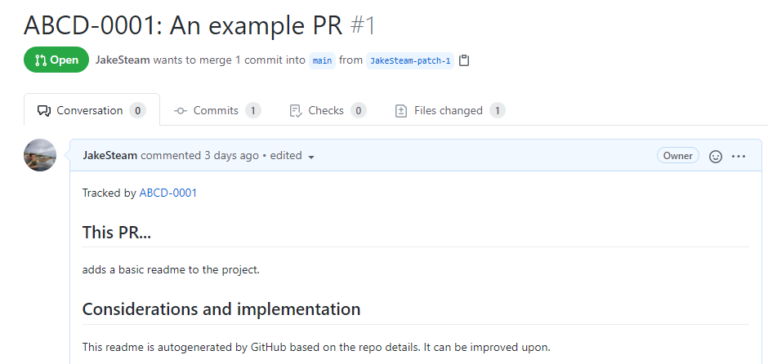 ABCD-0001: An example PR #1
Open JakeSteam wants to merge 1 commit into main from JakeSteam-patch-1
Conversation 0 Commits 1 Checks 0 Files changed 1
JakeSteam commented 3 days ago • edited Owner
Tracked by ABCD-0001
This PR...
adds a basic readme to the project.
Considerations and implementation
This readme is autogenerated by GitHub based on the repo details. It can be improved upon.